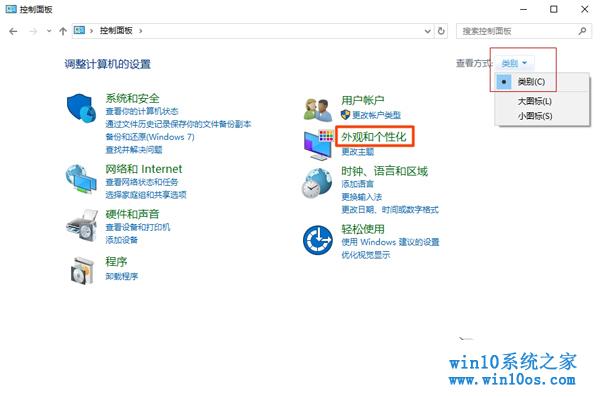 控制面板
控制面板
搜索控制面板
调整计算机的设置
查看方式:
类别
类别(C)
大图标(L)
小图标(S)
系统和安全
查看你的计算机状态
通过文件历史记录保存你的文件备份副本
备份和还原(Windows 7)
查找并解决问题
网络和 Internet
查看网络状态和任务
选择家庭组和共享选项
硬件和声音
查看设备和打印机
添加设备
程序
卸载程序
用户帐户
更改帐户类型
外观和个性化
更改主题
时钟、语言和区域
添加语言
更换输入法
更改日期、时间或数字格式
轻松使用
使用 Windows 建议的设置
优化视觉显示
win10系统之家
www.win10os.com